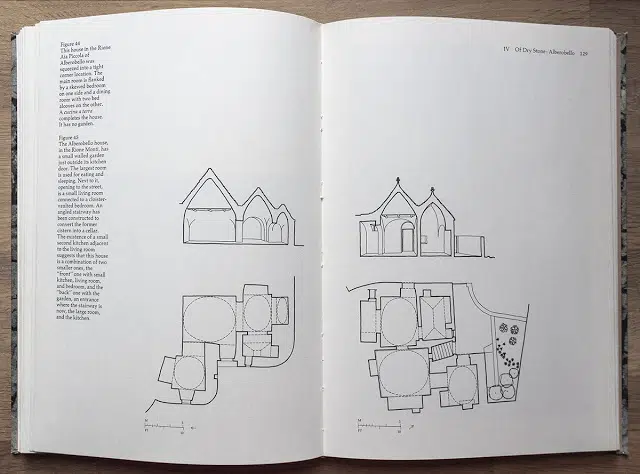 Figure 44
This house in the Rione
Aia Piccola of
Alberobello was
squeezed into a tight
corner location. The
main room is flanked
by a skewed bedroom
on one side and a dining
room with two bed
alcoves on the other.
A cucina a terra
completes the house.
It has no garden.
Figure 45
The Alberobello house,
in the Rione Monti, has
a small walled garden
just outside its kitchen
door. The largest room
is used for eating and
sleeping. Next to it,
opening to the street,
is a small living room
connected to a cloister-
vaulted bedroom. An
angled stairway has
been constructed to
convert the former
cistern into a cellar.
The existence of a small
second kitchen adjacent
to the living room
suggests that this house
is a combination of two
smaller ones, the
"front" one with small
kitchen, living room,
and bedroom, and the
"back" one with the
garden, an entrance
where the stairway is
now, the large room,
and the kitchen.
IV Of Dry Stone: Alberobello 129